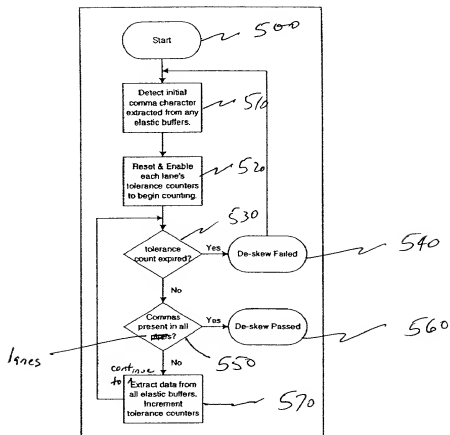 Start
500
Detect initial
comma character
extracted from any
elastic buffers.
510
Reset & Enable
each lane's
tolerance counters
to begin counting.
520
530
tolerance
count expired?
Yes
De-skew Failed
540
No
Commas
present in all
pipes?
lanes
Yes
De-skew Passed
560
550
No
continue
to
Extract data from
all elastic buffers.
Increment
tolerance counters
570